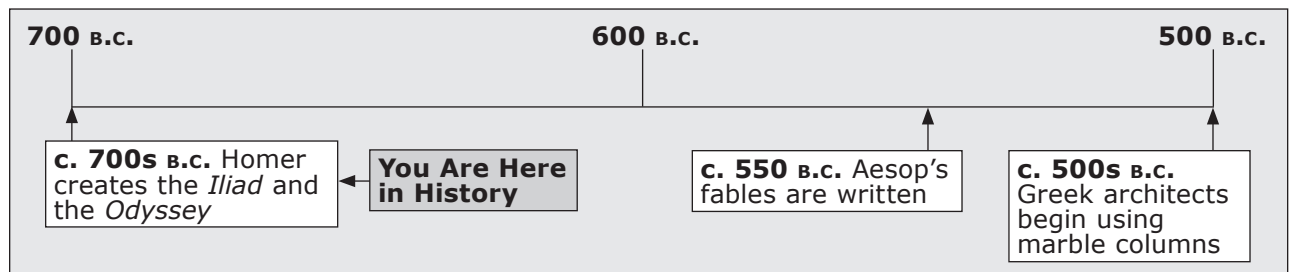 700 B.C.
600 B.C.
500 B.C.
c. 700s B.C. Homer
creates the Iliad and
the Odyssey
You Are Here
in History
c. 550 B.C. Aesop's
fables are written
c. 500s B.C.
Greek architects
begin using
marble columns